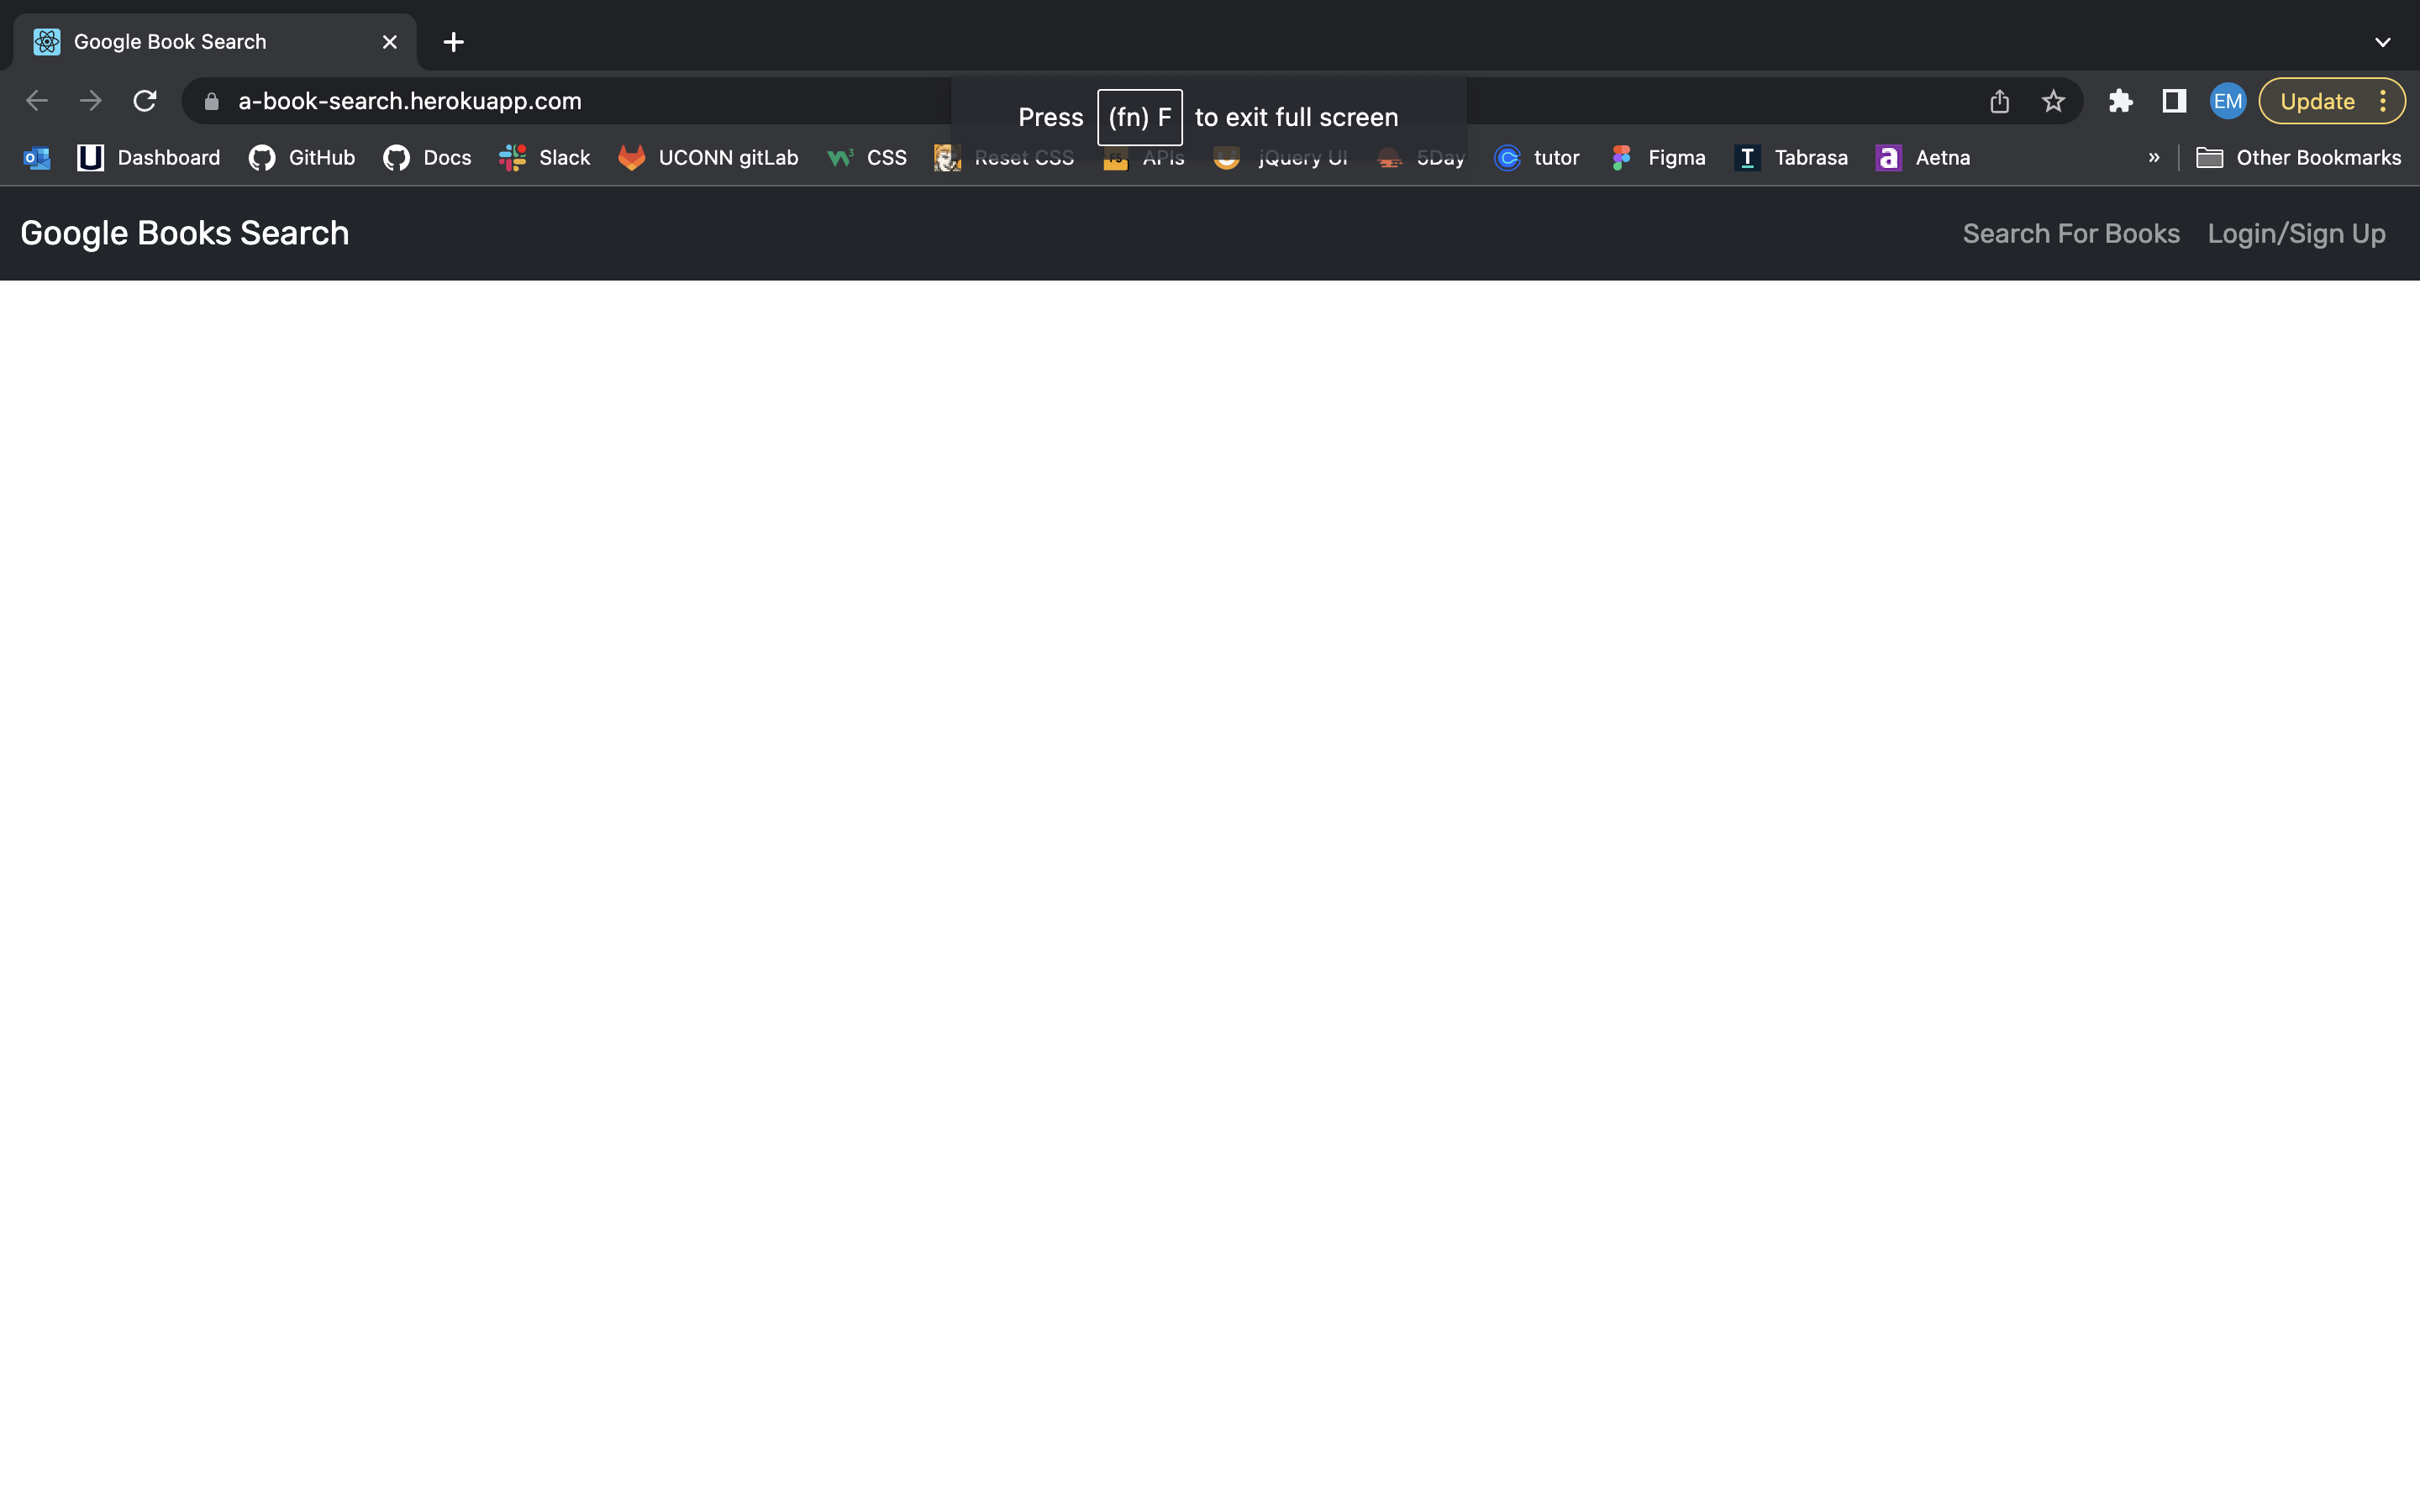 Google Book Search
a-book-search.herokuapp.com
Press (fn) F to exit full screen
EM
Update
Dashboard GitHub Docs Slack UCONN gitLab CSS Reset CSS APIs jQuery UI 5Day tutor Figma Tabrasa Aetna » Other Bookmarks
Google Books Search Search For Books Login/Sign Up